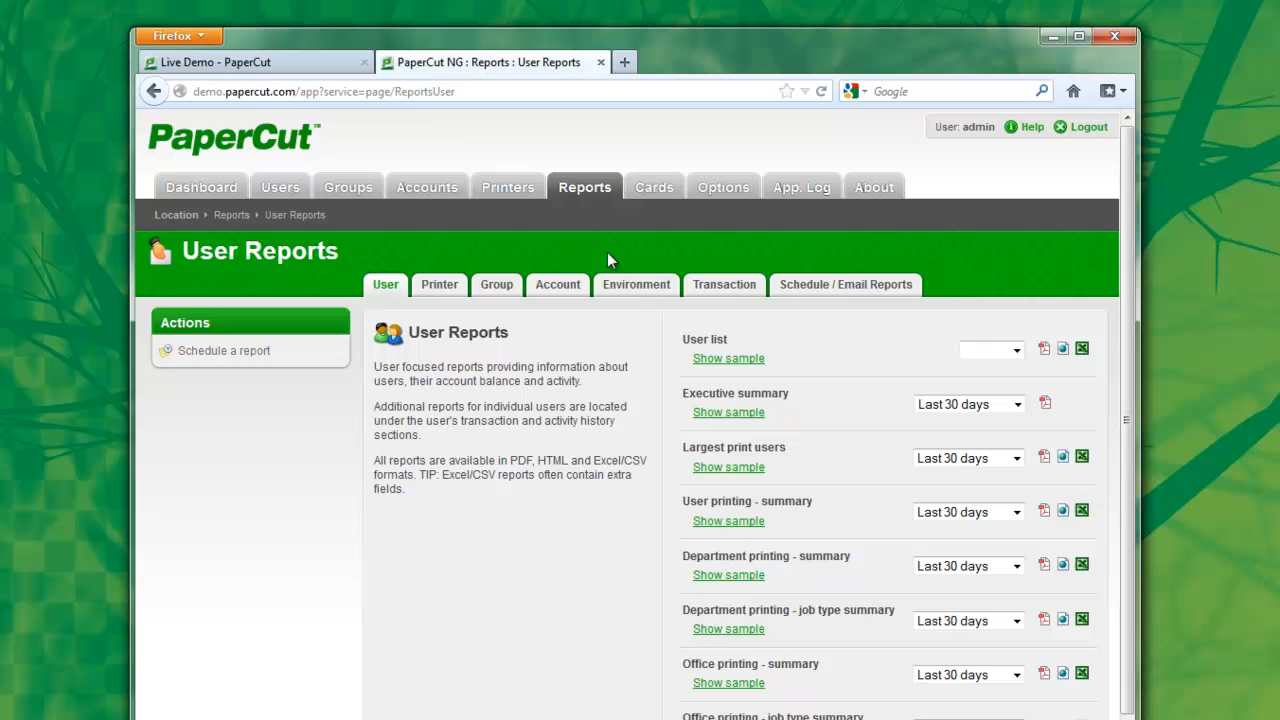 Firefox
Live Demo - PaperCut
PaperCut NG : Reports : User Reports
demo.papercut.com/app?service=page/ReportsUser
Google
PaperCut™
User: admin Help Logout
Dashboard Users Groups Accounts Printers Reports Cards Options App. Log About
Location Reports User Reports
User Reports
User Printer Group Account Environment Transaction Schedule / Email Reports
Actions
Schedule a report
User Reports
User focused reports providing information about
users, their account balance and activity.
Additional reports for individual users are located
under the user's transaction and activity history
sections.
All reports are available in PDF, HTML and Excel/CSV
formats. TIP: Excel/CSV reports often contain extra
fields.
User list
Show sample
Executive summary
Last 30 days
Show sample
Largest print users
Last 30 days
Show sample
User printing - summary
Last 30 days
Show sample
Department printing - summary
Last 30 days
Show sample
Department printing - job type summary
Last 30 days
Show sample
Office printing - summary
Last 30 days
Show sample
Office printing - job type summary